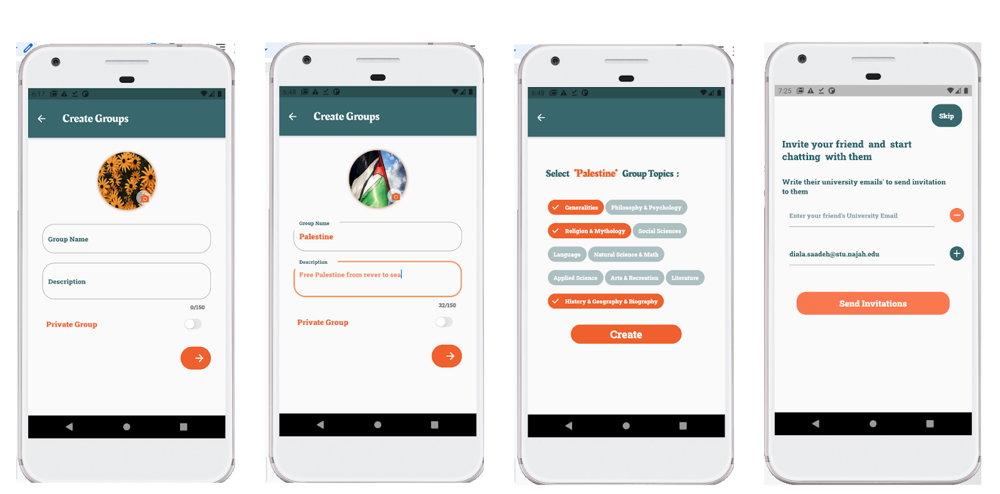 6:17
Create Groups
Group Name
Description
0/150
Private Group
6:48
Create Groups
Group Name
Palestine
Description
Free Palestine from rever to sea
32/150
Private Group
6:48
Select "Palestine" Group Topics :
Generalities Philosophy & Psychology
Religion & Mythology Social Sciences
Language Natural Science & Math
Applied Science Arts & Recreation Literature
History & Geography & Biography
Create
7:25
Skip
Invite your friend and start
chatting with them
Write their university emails' to send invitation
to them
Enter your friend's University Email
diala.saadeh@stu.najah.edu
Send Invitations